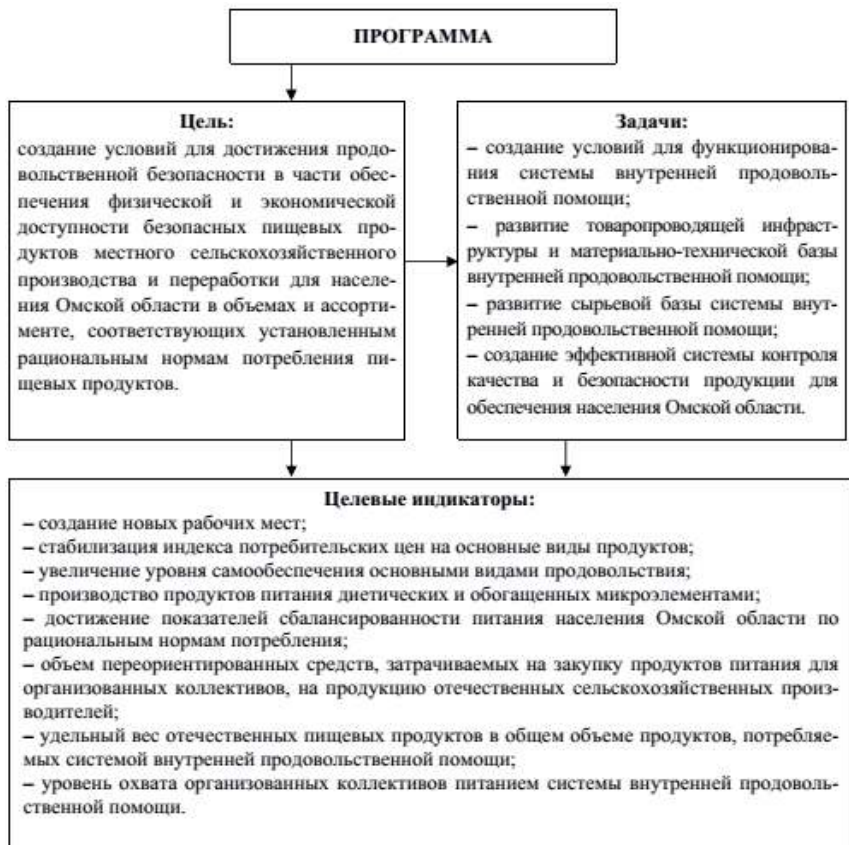 ПРОГРАММА
Цель:
создание условий для достижения продо-
вольственной безопасности в части обес-
печения физической и экономической
доступности безопасных пищевых про-
дуктов местного сельскохозяйственного
производства и переработки для населе-
ния Омской области в объемах и ассорти-
менте, соответствующих установленным
рациональным нормам потребления пи-
щевых продуктов.
Задачи:
– создание условий для функционирова-
ния системы внутренней продоволь-
ственной помощи;
– развитие товаропроводящей инфраст-
руктуры и материально-технической базы
внутренней продовольственной помощи;
– развитие сырьевой базы системы внут-
ренней продовольственной помощи;
– создание эффективной системы контроля
качества и безопасности продукции для
обеспечения населения Омской области.
Целевые индикаторы:
– создание новых рабочих мест;
– стабилизация индекса потребительских цен на основные виды продуктов;
– увеличение уровня самообеспечения основными видами продовольствия;
– производство продуктов питания диетических и обогащенных микроэлементами;
– достижение показателей сбалансированности питания населения Омской области по
рациональным нормам потребления;
– объем переориентированных средств, затрачиваемых на закупку продуктов питания для
организованных коллективов, на продукцию отечественных сельскохозяйственных произ-
водителей;
– удельный вес отечественных пищевых продуктов в общем объеме продуктов, потребляе-
мых системой внутренней продовольственной помощи;
– уровень охвата организованных коллективов питанием системы внутренней продоволь-
ственной помощи.